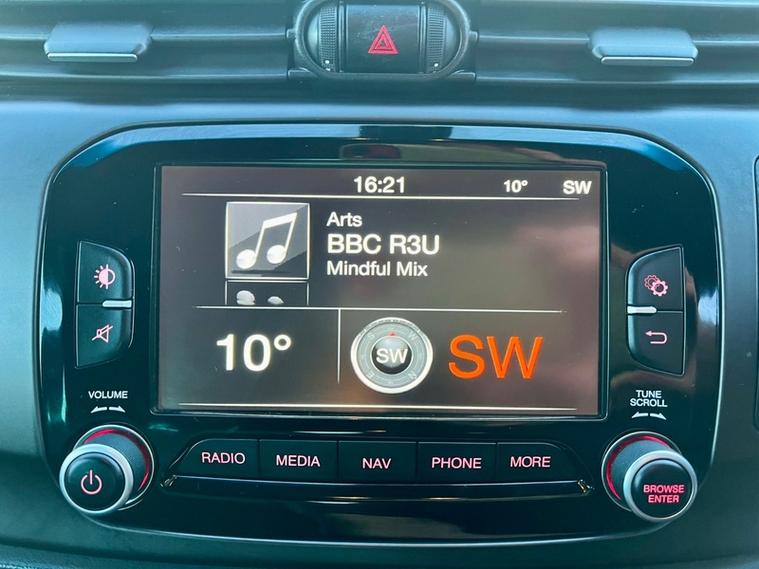 16:21 10° SW
Arts
BBC R3U
Mindful Mix
10° SW SW
VOLUME
TUNE
SCROLL
RADIO MEDIA NAV PHONE MORE
BROWSE
ENTER